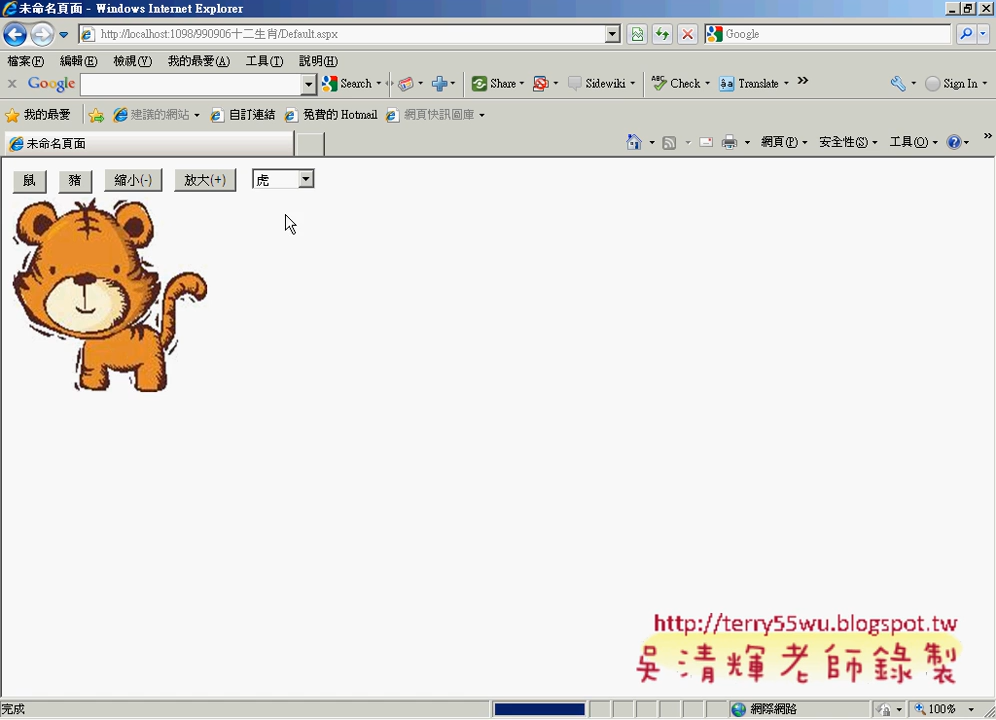 未命名頁面 - Windows Internet Explorer
http://localhost:1098/990906十二生肖/Default.aspx
Google
檔案(F) 編輯(E) 檢視(V) 我的最愛(A) 工具(T) 說明(H)
x Google Search Share Sidewiki ABC Check Translate Sign In
我的最愛 建議的網站 自訂連結 免費的 Hotmail 網頁快訊圖庫
未命名頁面 網頁(P) 安全性(S) 工具(O)
鼠 豬 縮小(-) 放大(+) 虎
http://terry55wu.blogspot.tw
吳清輝老師錄製
完成 網際網路 100%